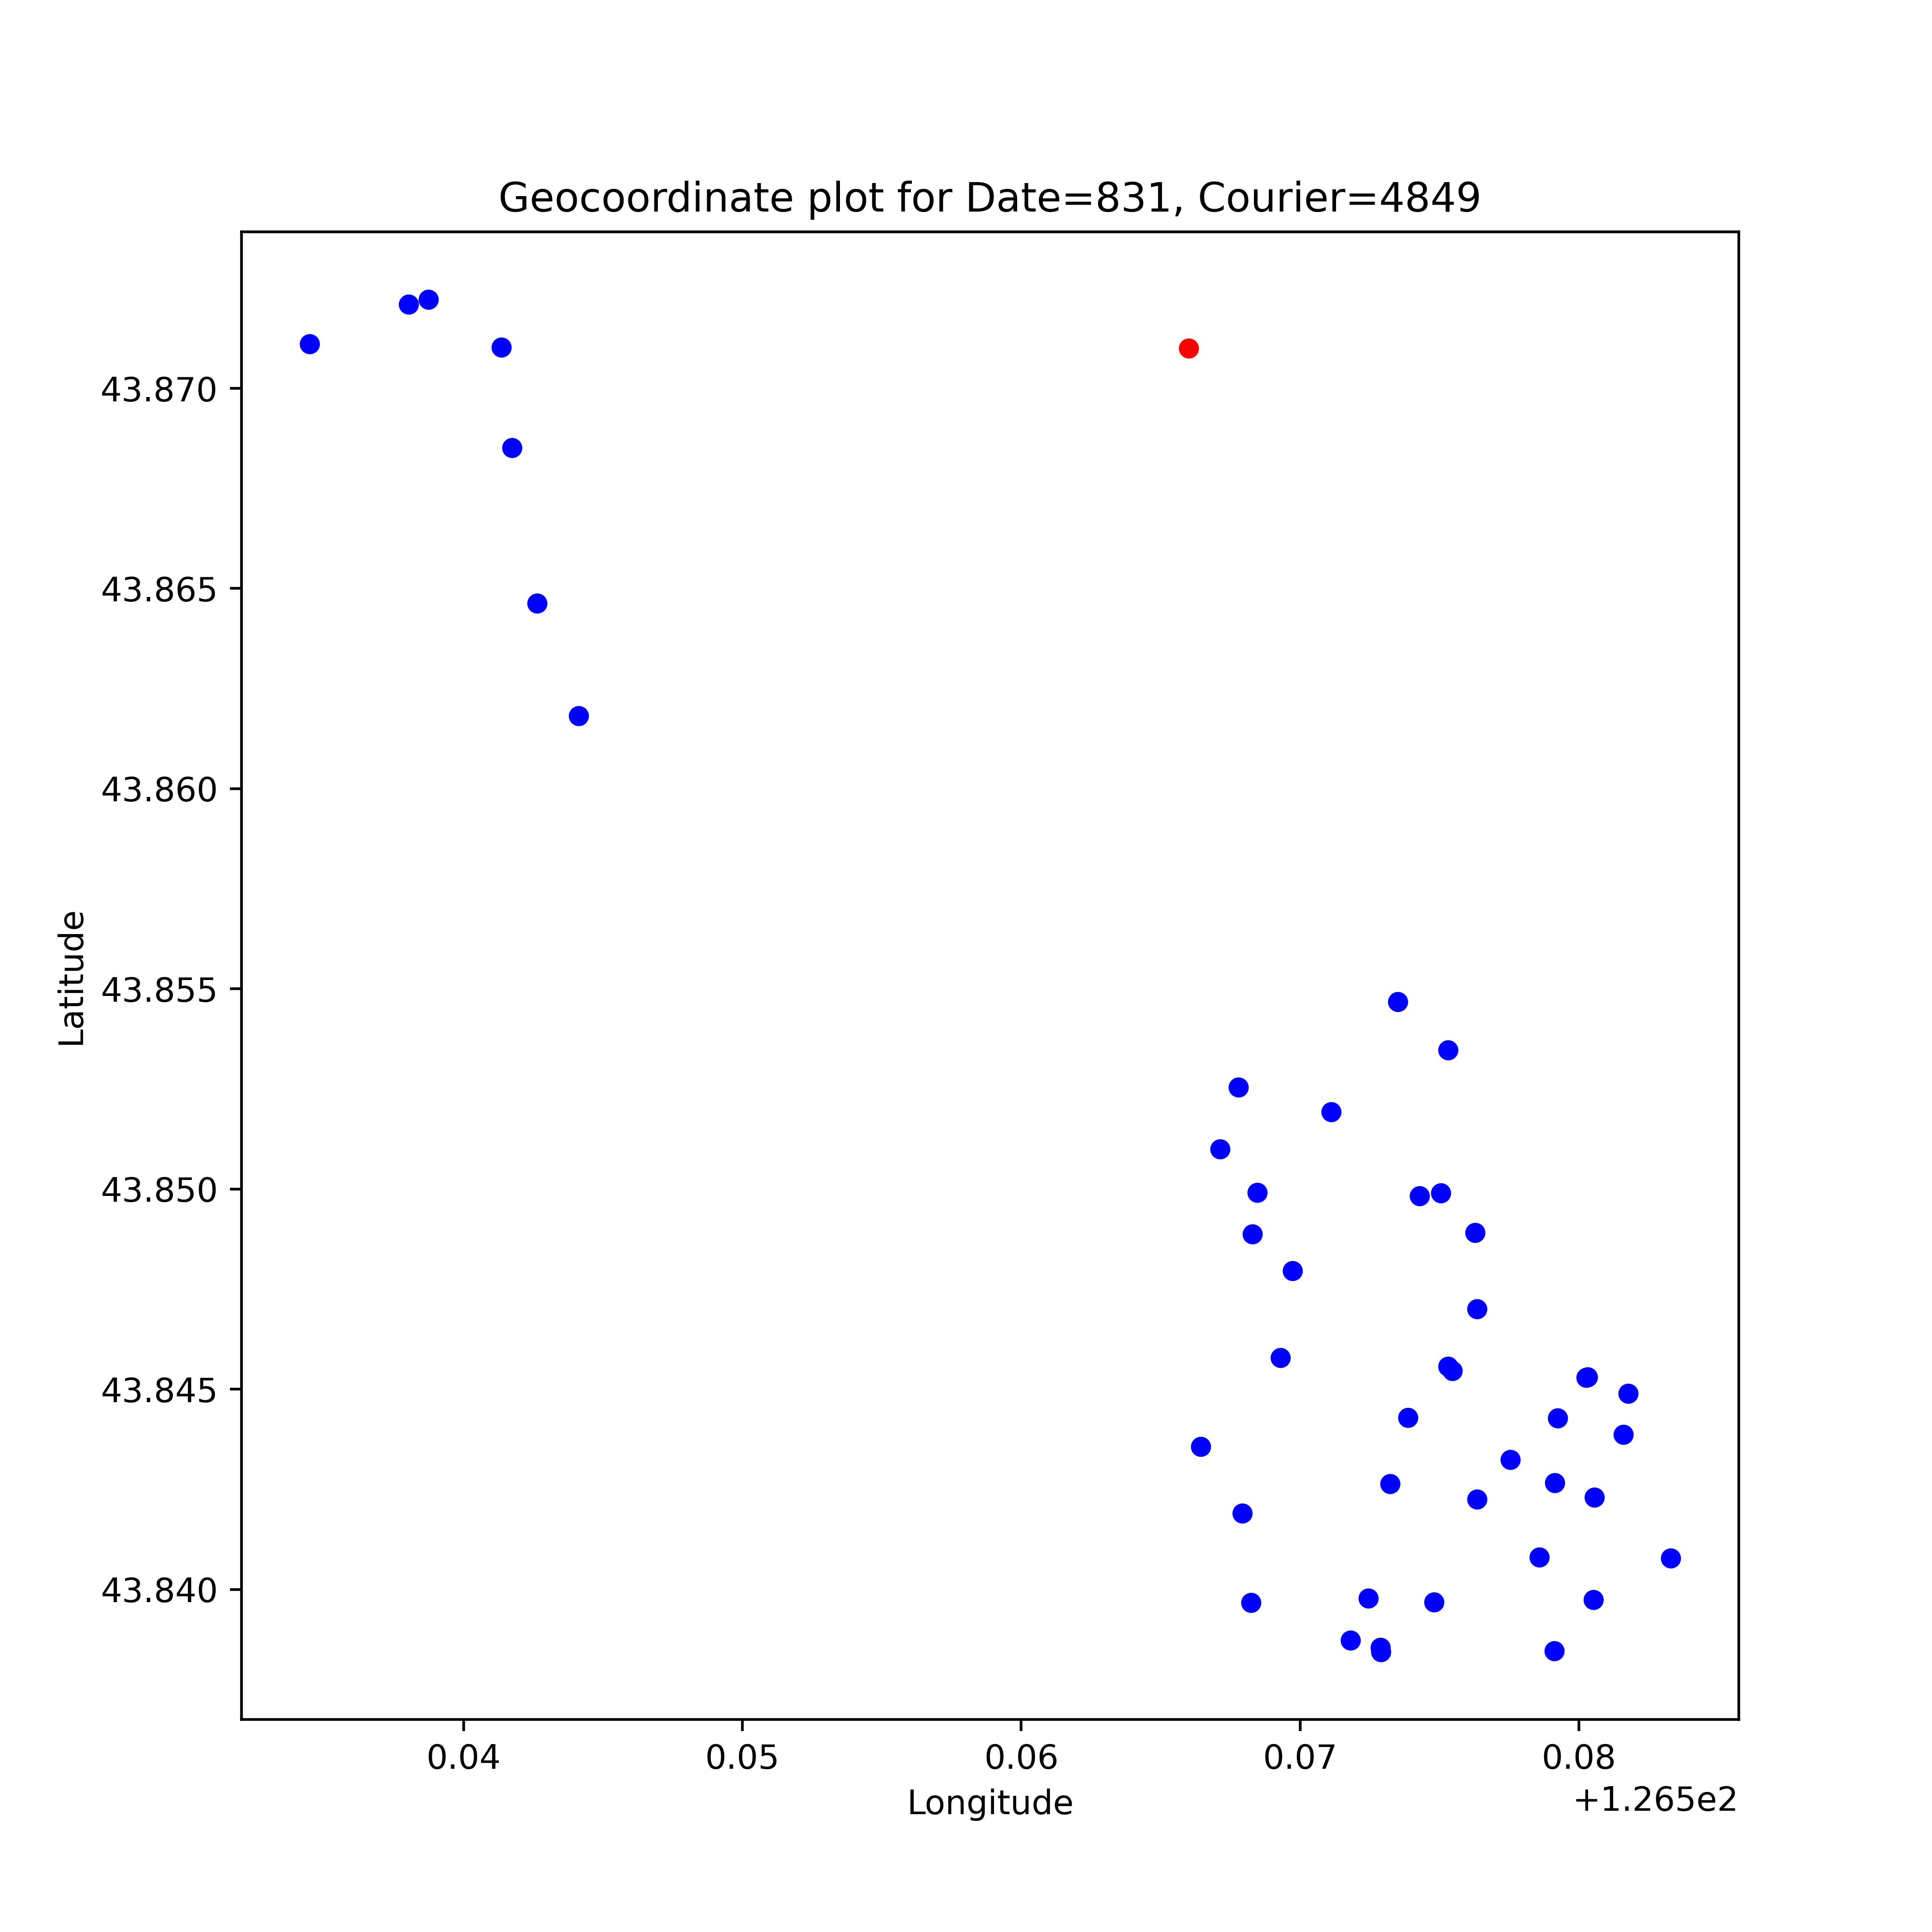 Geocoordinate plot for Date=831, Courier=4849
43.870
43.865
43.860
43.855
43.850
43.845
43.840
Latitude
0.04 0.05 0.06 0.07 0.08
+1.265e2
Longitude